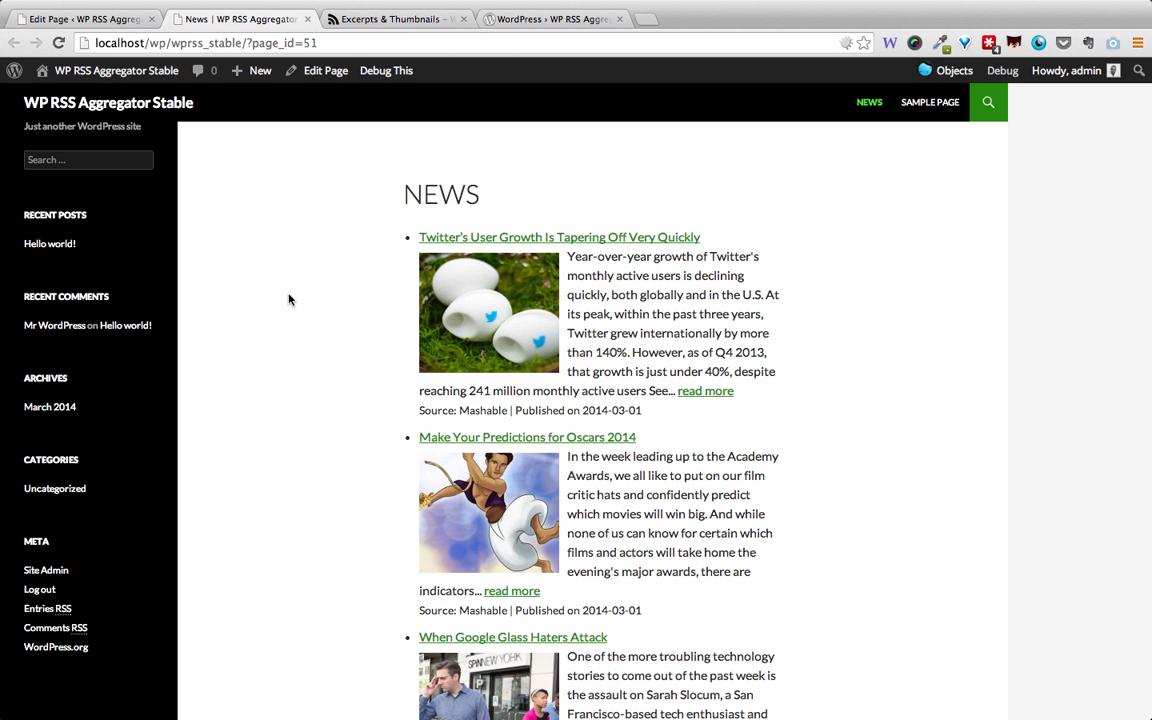 Edit Page ‹ WP RSS Aggreg
News | WP RSS Aggregator
Excerpts & Thumbnails –
WordPress › WP RSS Aggre
localhost/wp/wprss_stable/?page_id=51
WP RSS Aggregator Stable
0
New
Edit Page
Debug This
Objects
Debug
Howdy, admin
WP RSS Aggregator Stable
NEWS
SAMPLE PAGE
Just another WordPress site
Search ...
RECENT POSTS
Hello world!
RECENT COMMENTS
Mr WordPress on Hello world!
ARCHIVES
March 2014
CATEGORIES
Uncategorized
META
Site Admin
Log out
Entries RSS
Comments RSS
WordPress.org
NEWS
Twitter's User Growth Is Tapering Off Very Quickly
Year-over-year growth of Twitter's
monthly active users is declining
quickly, both globally and in the U.S. At
its peak, within the past three years,
Twitter grew internationally by more
than 140%. However, as of Q4 2013,
that growth is just under 40%, despite
reaching 241 million monthly active users See... read more
Source: Mashable | Published on 2014-03-01
Make Your Predictions for Oscars 2014
In the week leading up to the Academy
Awards, we all like to put on our film
critic hats and confidently predict
which movies will win big. And while
none of us can know for certain which
films and actors will take home the
evening's major awards, there are
indicators... read more
Source: Mashable | Published on 2014-03-01
When Google Glass Haters Attack
One of the more troubling technology
stories to come out of the past week is
the assault on Sarah Slocum, a San
Francisco-based tech enthusiast and
SPIN NEW YORK